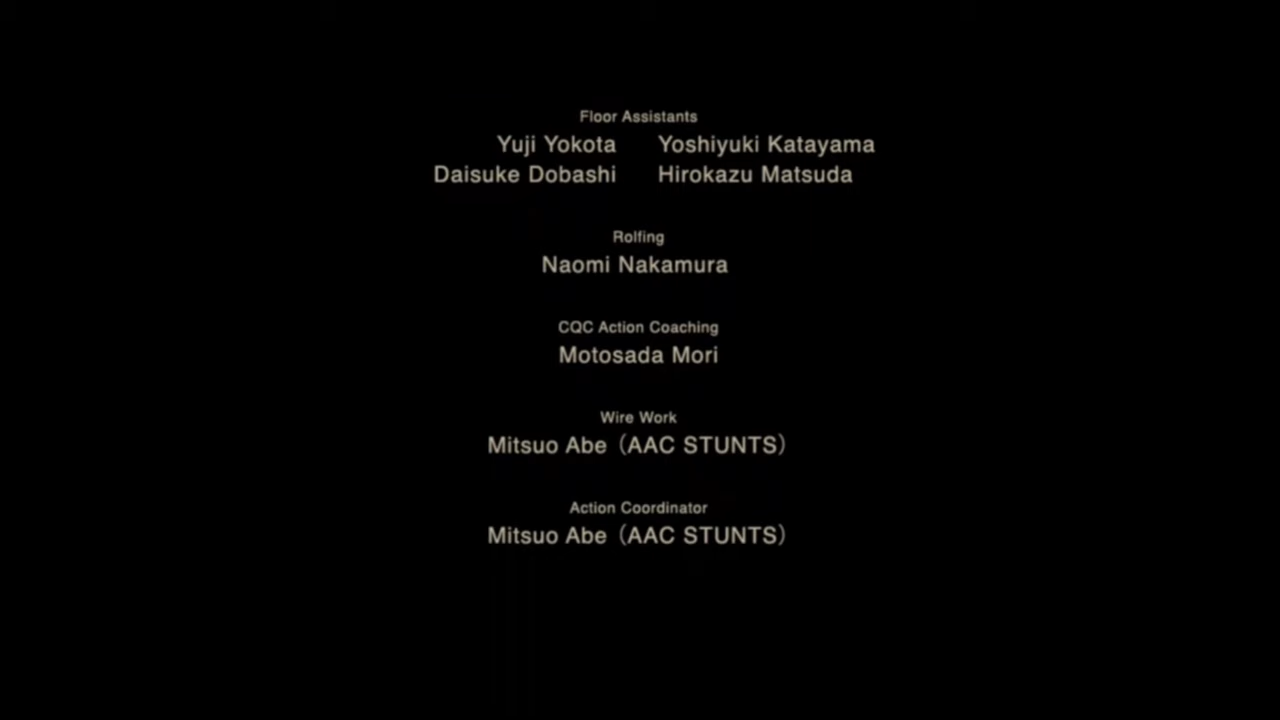 Floor Assistants
Yuji Yokota Yoshiyuki Katayama
Daisuke Dobashi Hirokazu Matsuda
Rolfing
Naomi Nakamura
CQC Action Coaching
Motosada Mori
Wire Work
Mitsuo Abe（AAC STUNTS）
Action Coordinator
Mitsuo Abe（AAC STUNTS）